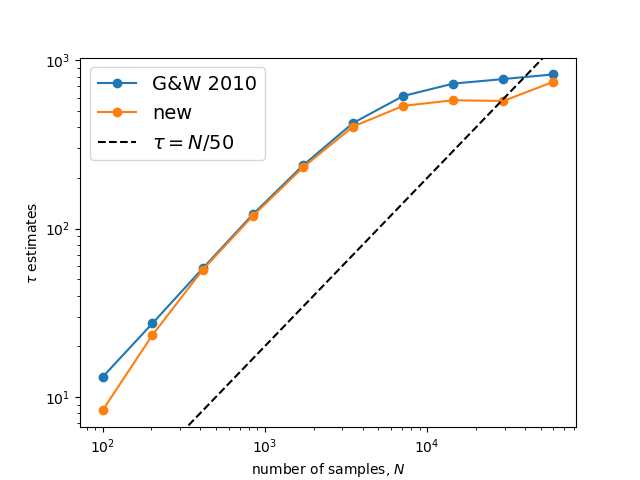 10³
10²
10¹
τ estimates
G&W 2010
new
τ = N/50
10² 10³ 10⁴
number of samples, N